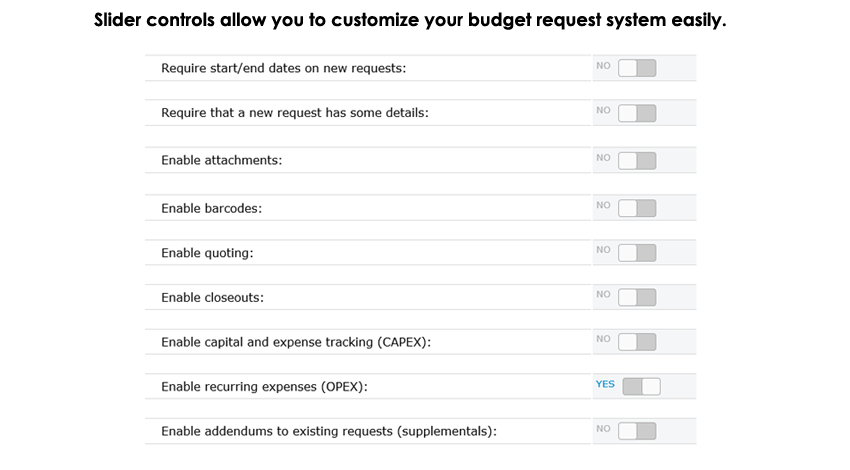 Slider controls allow you to customize your budget request system easily.
Require start/end dates on new requests: NO
Require that a new request has some details: NO
Enable attachments: NO
Enable barcodes: NO
Enable quoting: NO
Enable closeouts: NO
Enable capital and expense tracking (CAPEX): NO
Enable recurring expenses (OPEX): YES
Enable addendums to existing requests (supplementals): NO